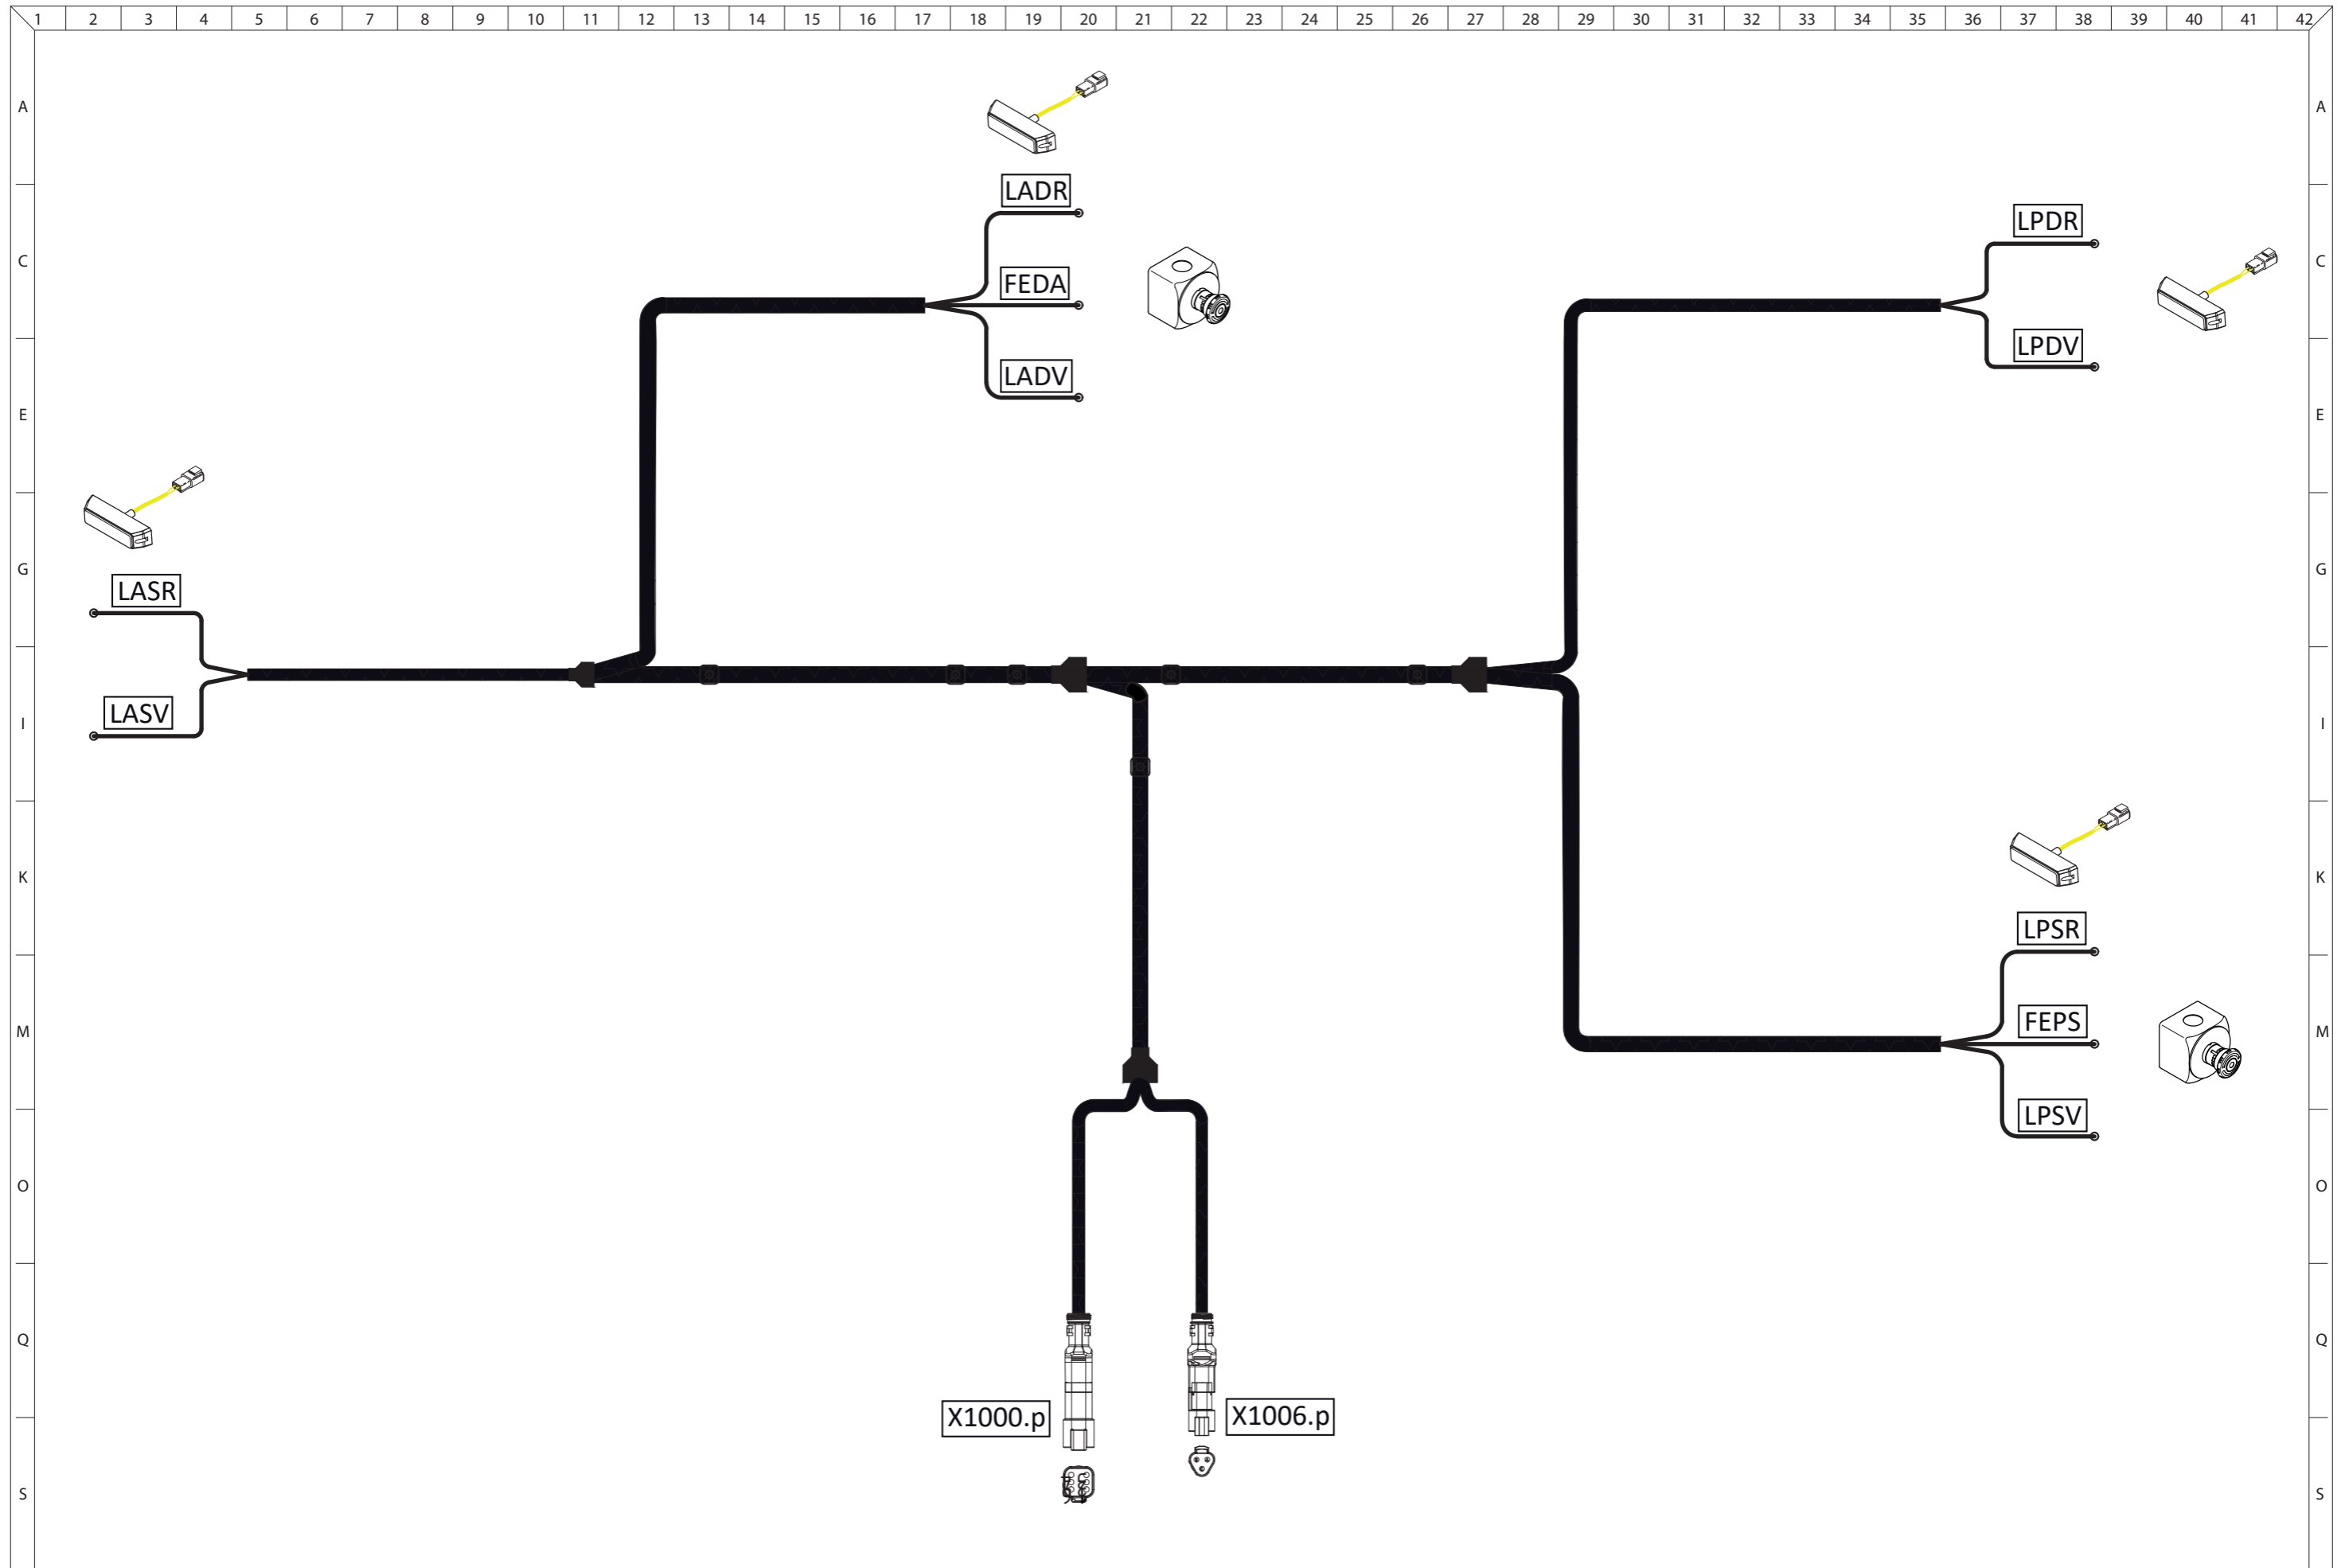 1 2 3 4 5 6 7 8 9 10 11 12 13 14 15 16 17 18 19 20 21 22 23 24 25 26 27 28 29 30 31 32 33 34 35 36 37 38 39 40 41 42
A A
LADR
LPDR
C C
FEDA
LPDV
LADV
E E
G G
LASR
LASV
I I
K K
LPSR
FEPS
M M
LPSV
O O
Q Q
X1000.p X1006.p
S S